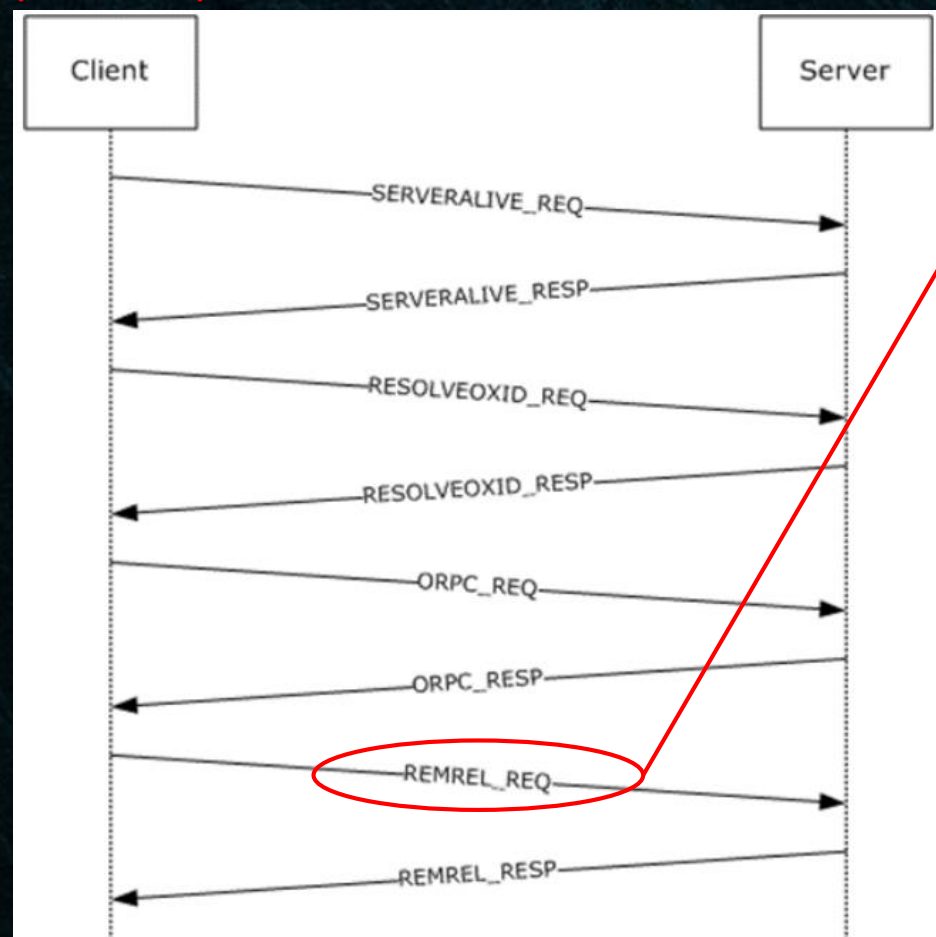 Client
Server
SERVERALIVE_REQ
SERVERALIVE_RESP
RESOLVEOXID_REQ
RESOLVEOXID_RESP
ORPC_REQ
ORPC_RESP
REMREL_REQ
REMREL_RESP